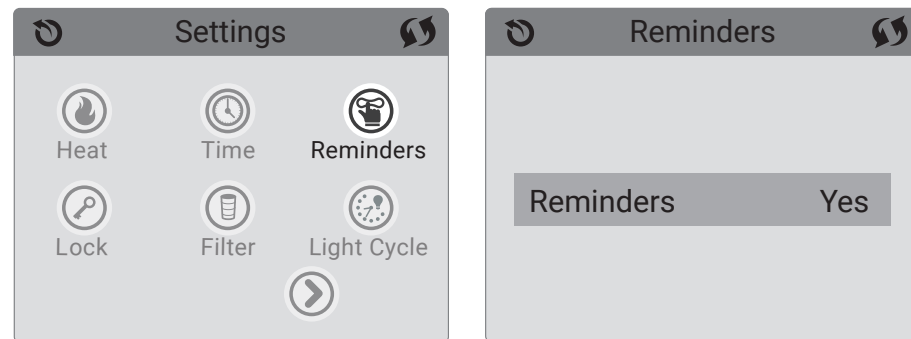 Settings
Heat Time Reminders
Lock Filter Light Cycle
Reminders
Reminders Yes